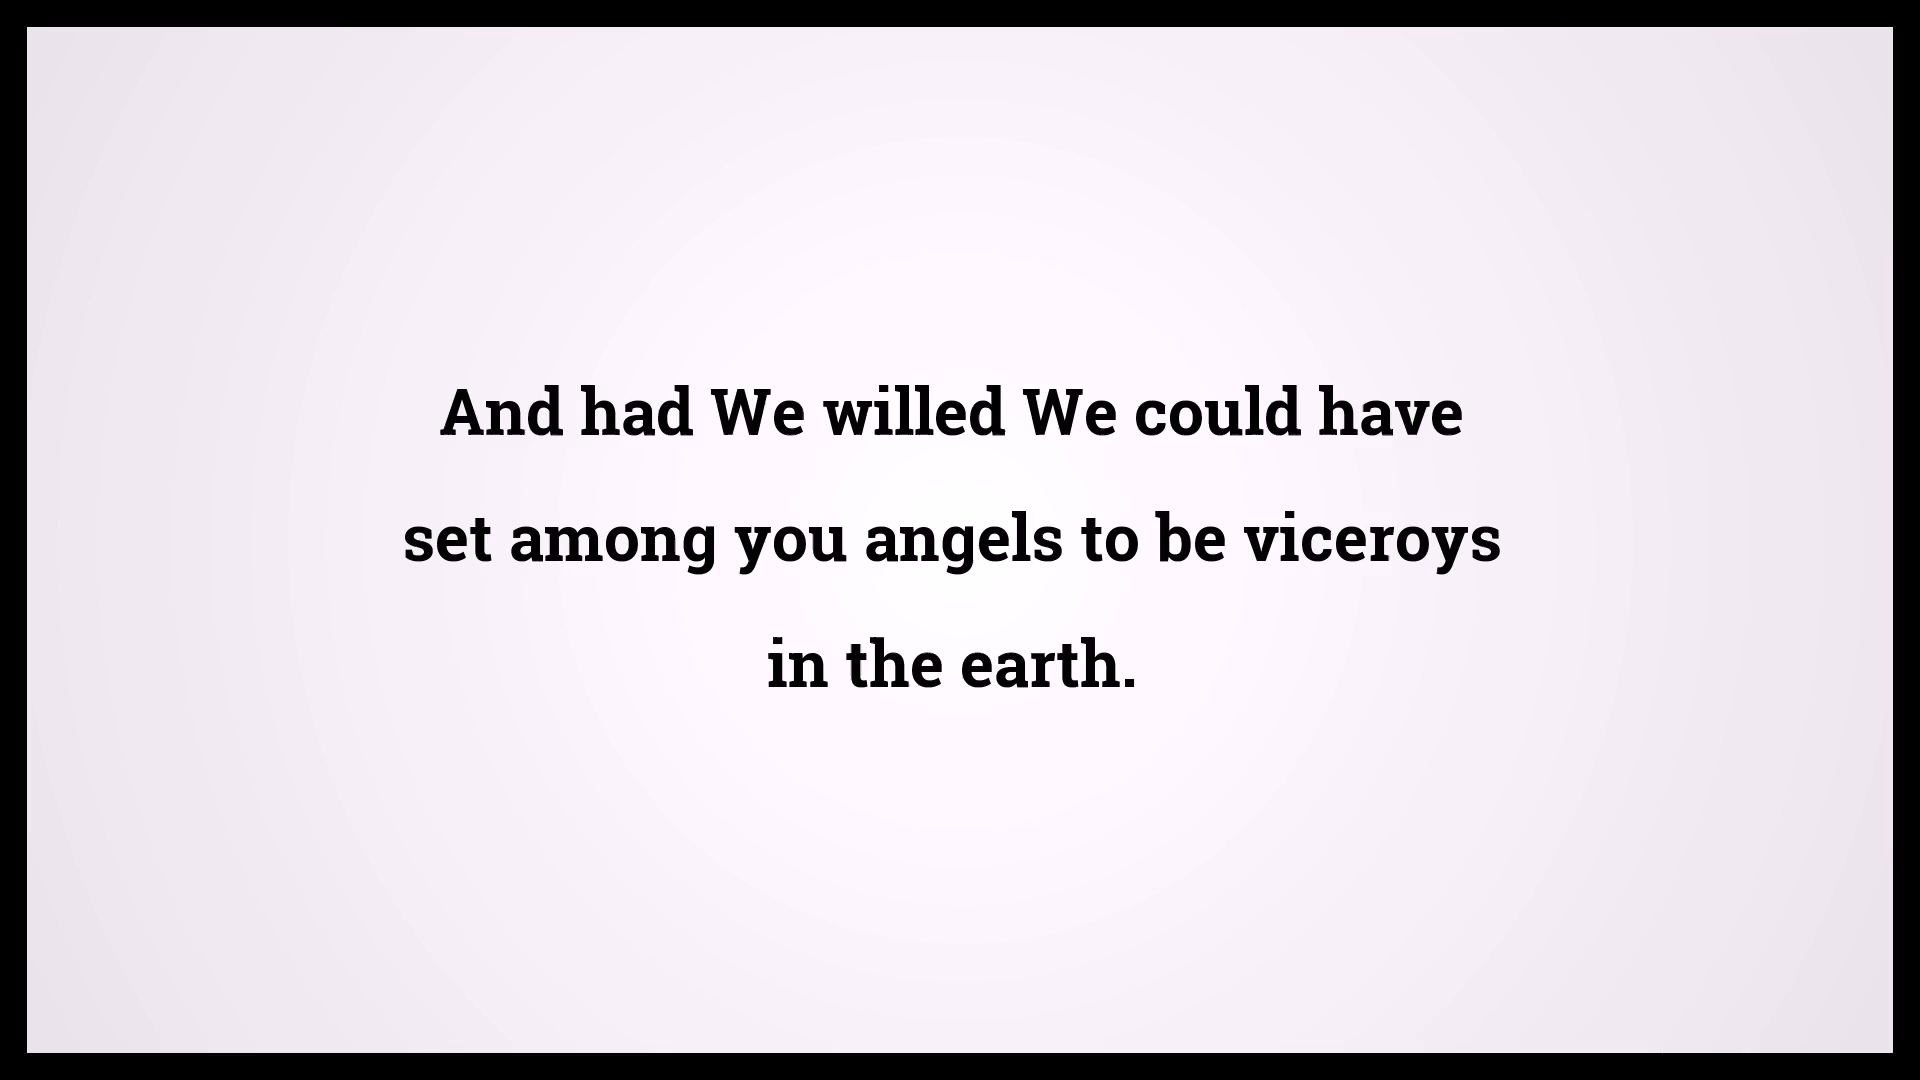 And had We willed We could have
set among you angels to be viceroys
in the earth.